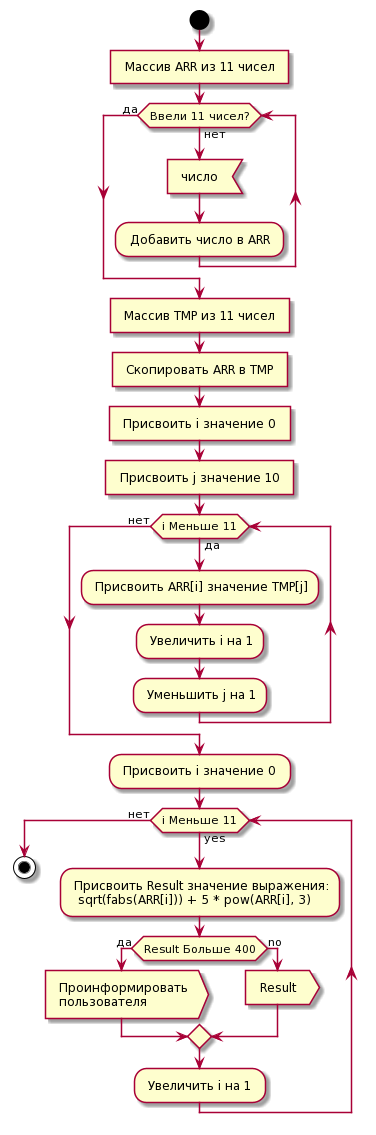 Массив ARR из 11 чисел
да
Ввели 11 чисел?
нет
число
Добавить число в ARR
Массив TMP из 11 чисел
Скопировать ARR в TMP
Присвоить i значение 0
Присвоить j значение 10
нет
i Меньше 11
да
Присвоить ARR[i] значение TMP[j]
Увеличить i на 1
Уменьшить j на 1
Присвоить i значение 0
нет
i Меньше 11
yes
Присвоить Result значение выражения:
sqrt(fabs(ARR[i])) + 5 * pow(ARR[i], 3)
да
Result Больше 400
no
Проинформировать
пользователя
Result
Увеличить i на 1